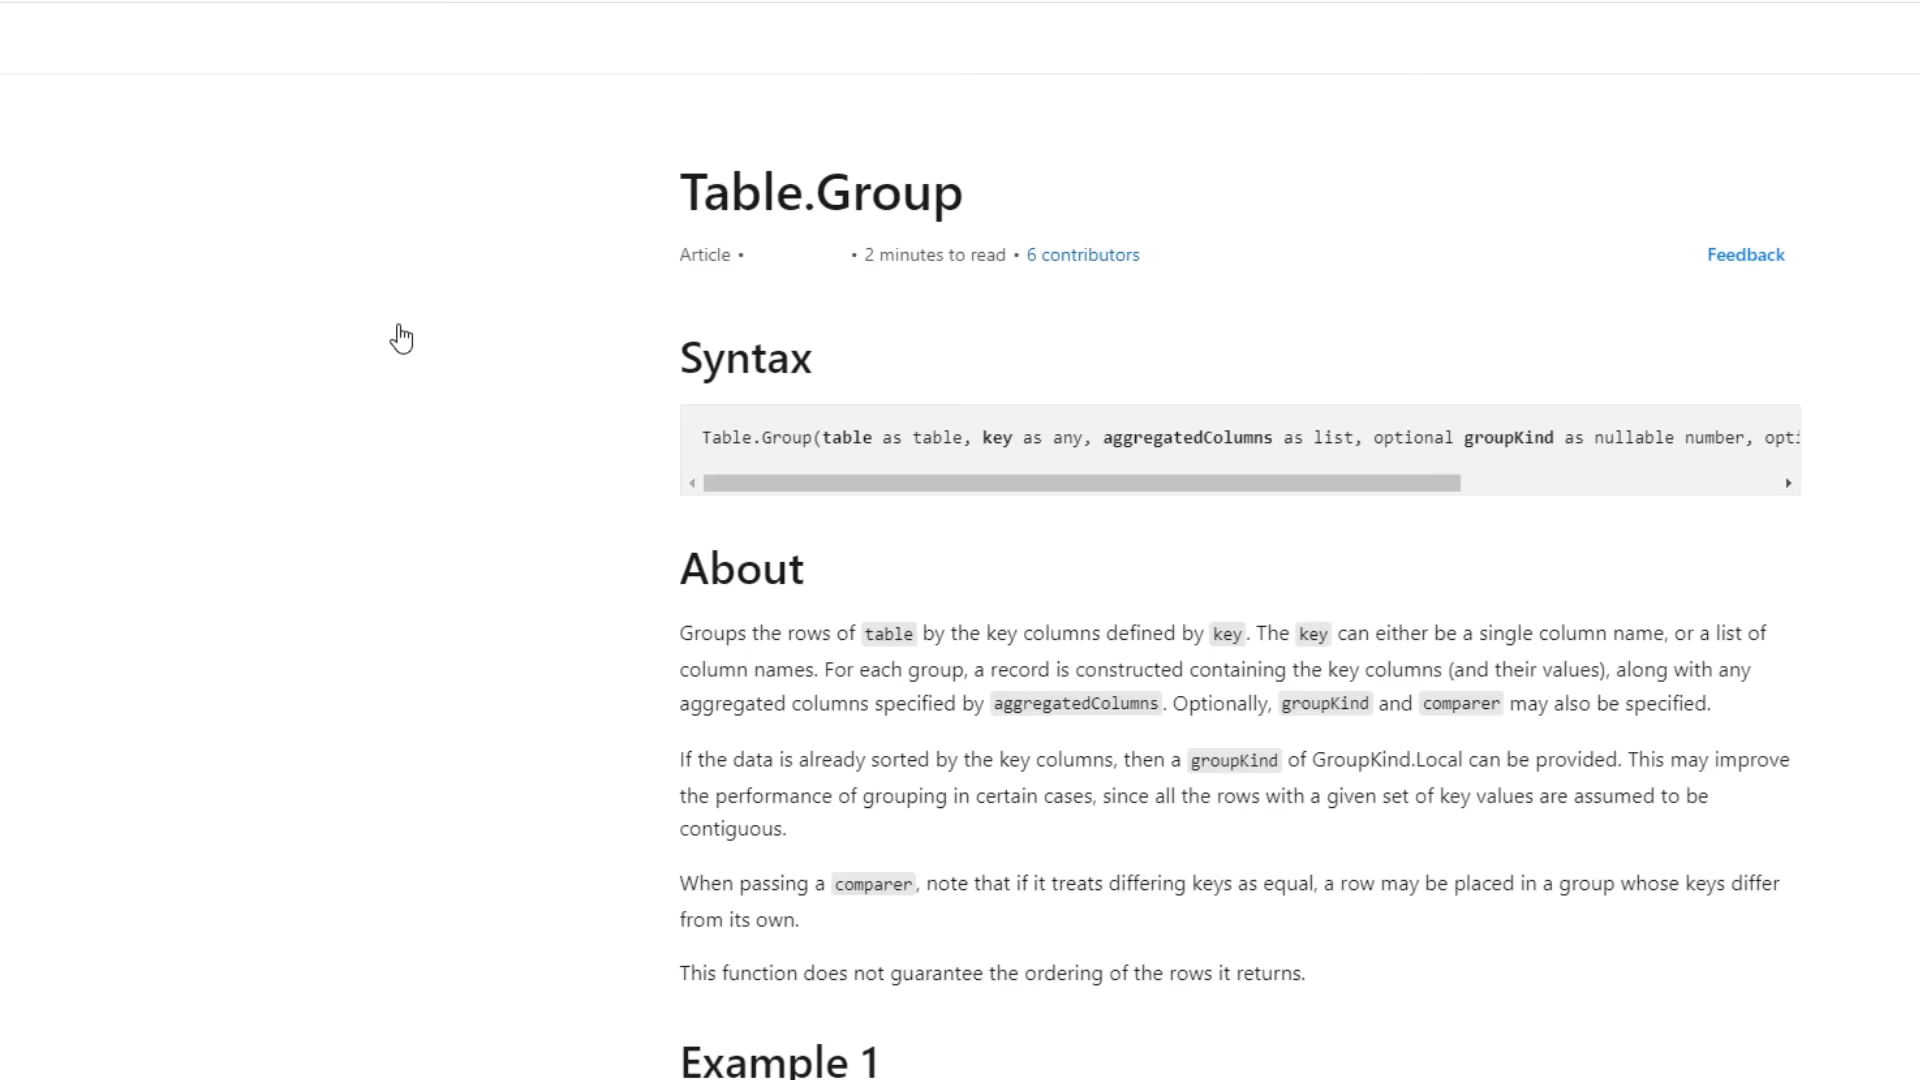 Table.Group
Article • • 2 minutes to read • 6 contributors
Feedback
Syntax
Table.Group(table as table, key as any, aggregatedColumns as list, optional groupKind as nullable number, opti
About
Groups the rows of table by the key columns defined by key. The key can either be a single column name, or a list of
column names. For each group, a record is constructed containing the key columns (and their values), along with any
aggregated columns specified by aggregatedColumns. Optionally, groupKind and comparer may also be specified.
If the data is already sorted by the key columns, then a groupKind of GroupKind.Local can be provided. This may improve
the performance of grouping in certain cases, since all the rows with a given set of key values are assumed to be
contiguous.
When passing a comparer, note that if it treats differing keys as equal, a row may be placed in a group whose keys differ
from its own.
This function does not guarantee the ordering of the rows it returns.
Example 1